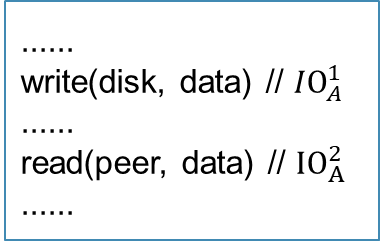 ......
write(disk, data) // IO_A^1
......
read(peer, data) // IO_A^2
......